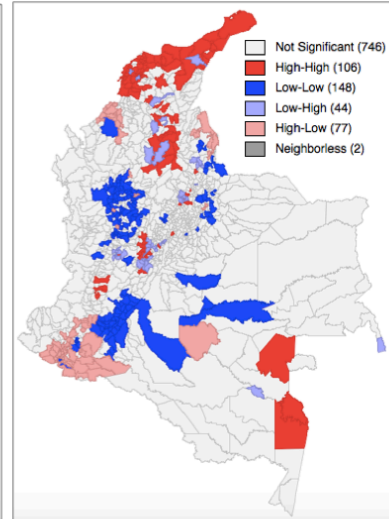 Not Significant (746)
High-High (106)
Low-Low (148)
Low-High (44)
High-Low (77)
Neighborless (2)